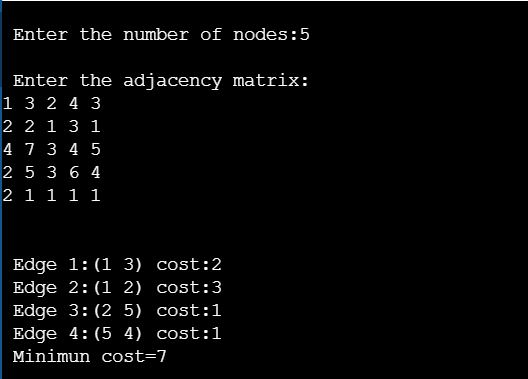 Enter the number of nodes:5
Enter the adjacency matrix:
1 3 2 4 3
2 2 1 3 1
4 7 3 4 5
2 5 3 6 4
2 1 1 1 1
Edge 1:(1 3) cost:2
Edge 2:(1 2) cost:3
Edge 3:(2 5) cost:1
Edge 4:(5 4) cost:1
Minimun cost=7